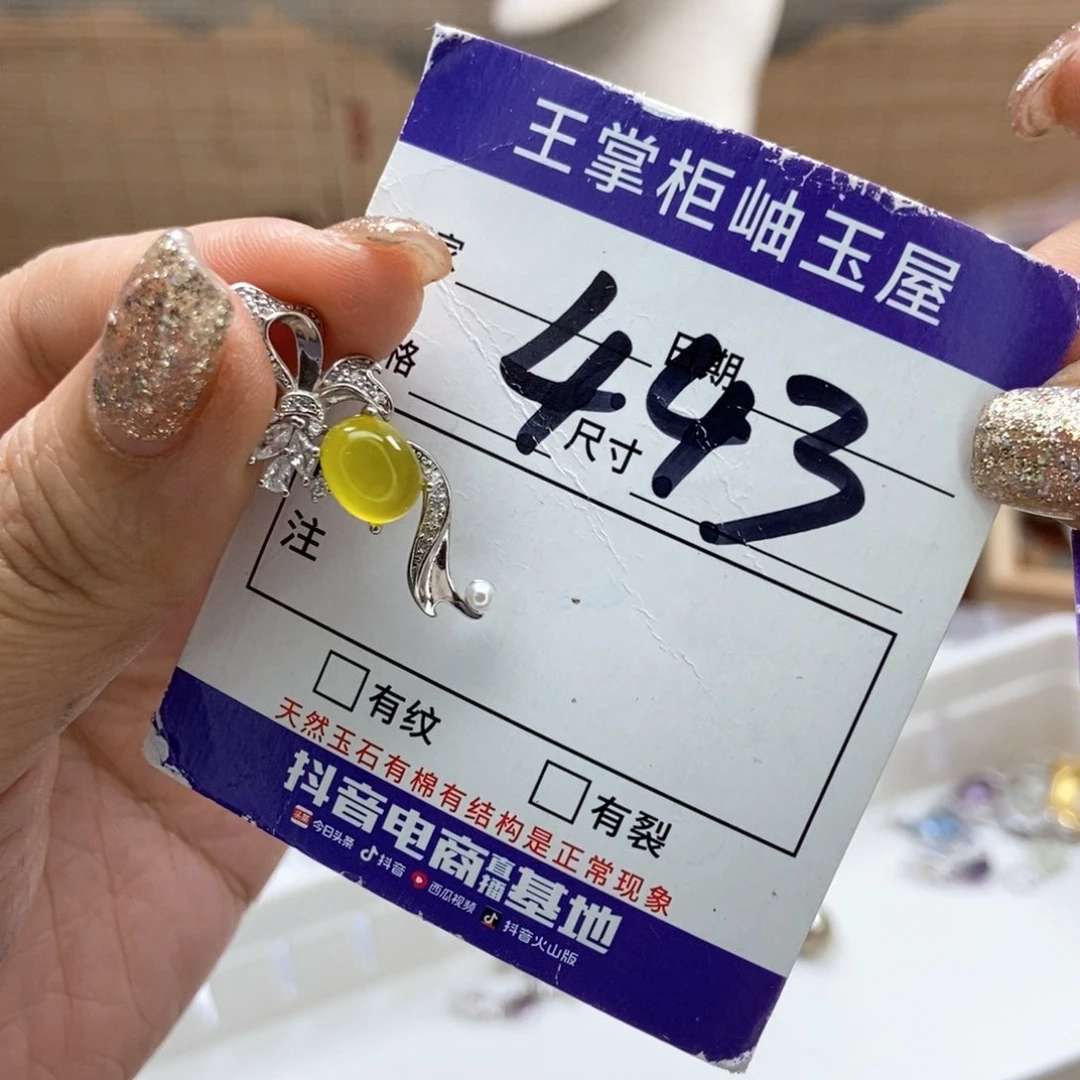 王掌柜岫玉屋
家
日期
493
格
尺寸
注
有纹
有裂
天然玉石有棉有结构是正常现象
抖音电商直播基地
今日头条 抖音 西瓜视频 抖音火山版